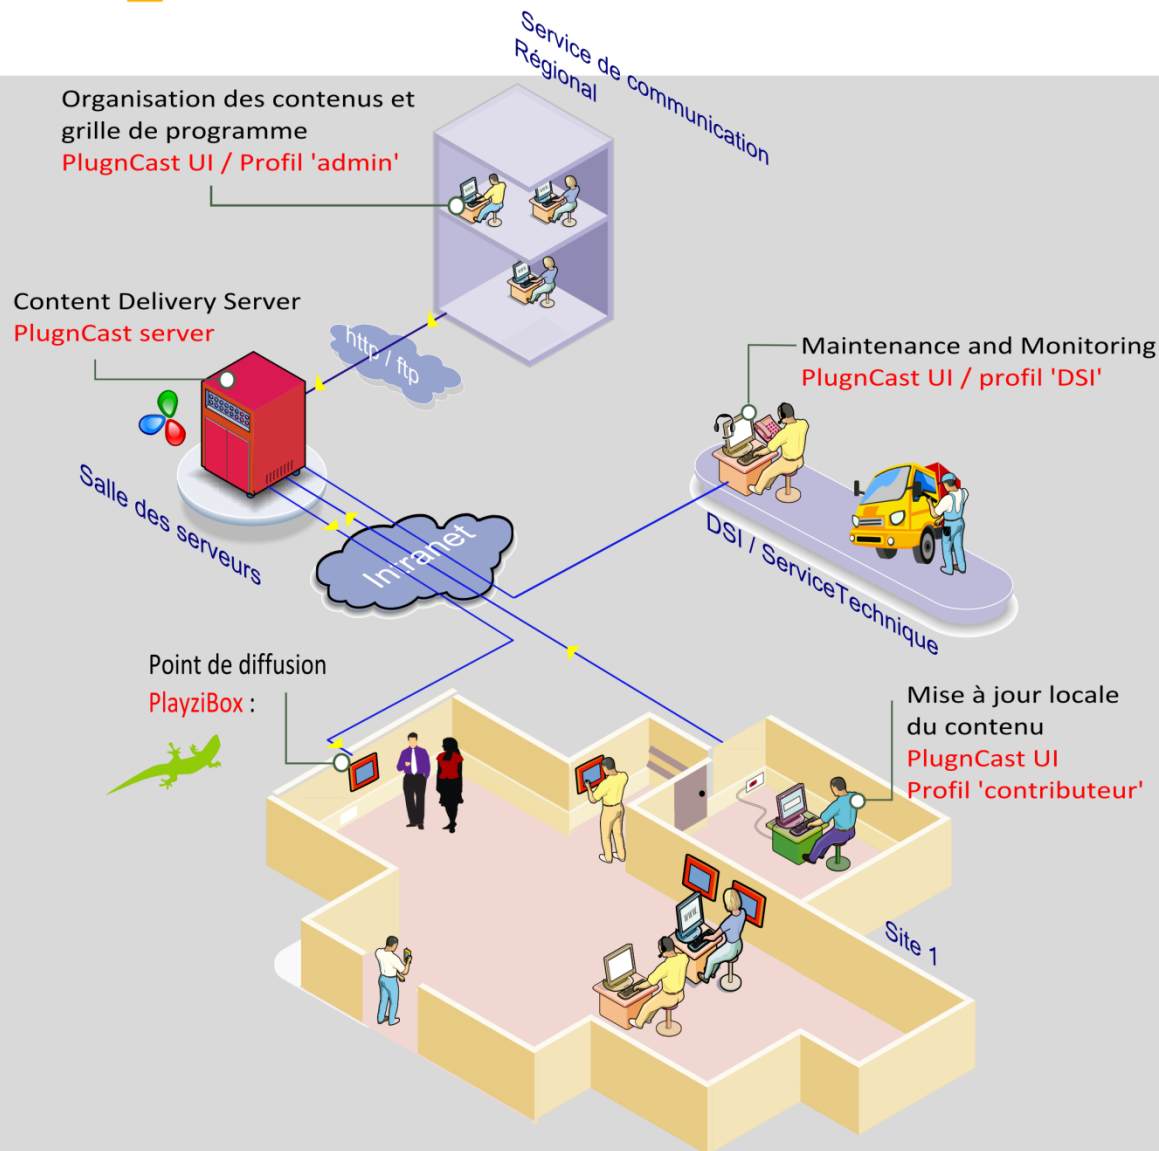 Service de communication
Régional
Organisation des contenus et
grille de programme
PlugnCast UI / Profil 'admin'
Content Delivery Server
PlugnCast server
http / ftp
Maintenance and Monitoring
PlugnCast UI / profil 'DSI'
Salle des serveurs
Intranet
DSI / ServiceTechnique
Point de diffusion
PlayziBox :
Mise à jour locale
du contenu
PlugnCast UI
Profil 'contributeur'
www.
Site 1